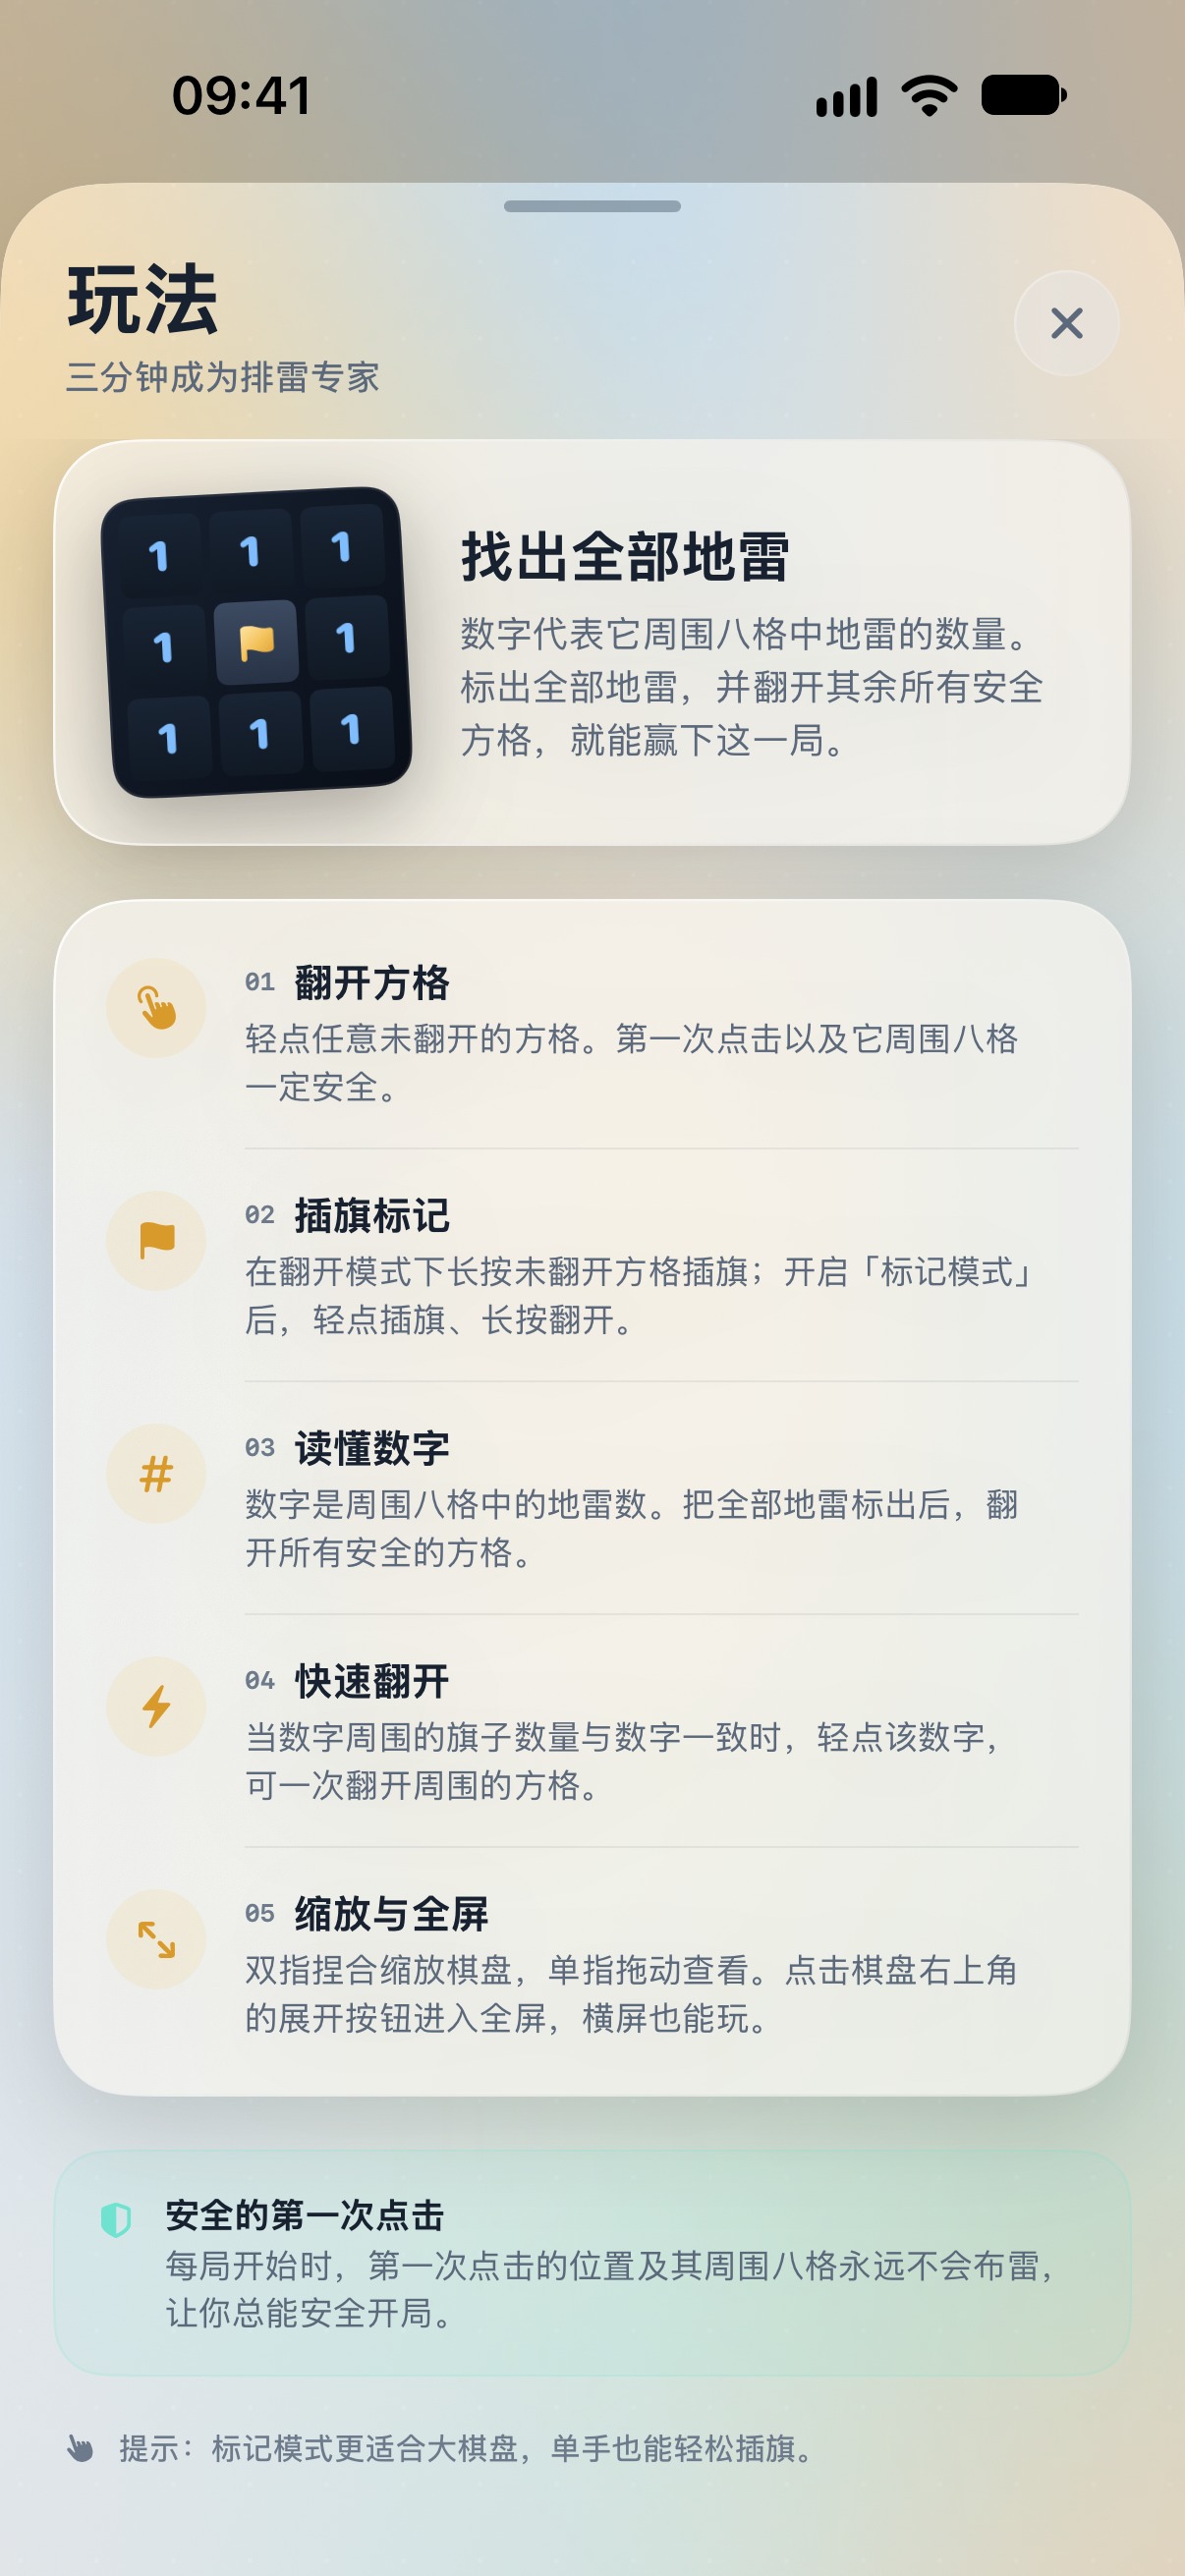 09:41
玩法
三分钟成为排雷专家
1 1 1
1 1
1 1 1
找出全部地雷
数字代表它周围八格中地雷的数量。
标出全部地雷，并翻开其余所有安全
方格，就能赢下这一局。
01 翻开方格
轻点任意未翻开的方格。第一次点击以及它周围八格
一定安全。
02 插旗标记
在翻开模式下长按未翻开方格插旗；开启「标记模式」
后，轻点插旗、长按翻开。
03 读懂数字
数字是周围八格中的地雷数。把全部地雷标出后，翻
开所有安全的方格。
04 快速翻开
当数字周围的旗子数量与数字一致时，轻点该数字，
可一次翻开周围的方格。
05 缩放与全屏
双指捏合缩放棋盘，单指拖动查看。点击棋盘右上角
的展开按钮进入全屏，横屏也能玩。
安全的第一次点击
每局开始时，第一次点击的位置及其周围八格永远不会布雷，
让你总能安全开局。
提示：标记模式更适合大棋盘，单手也能轻松插旗。